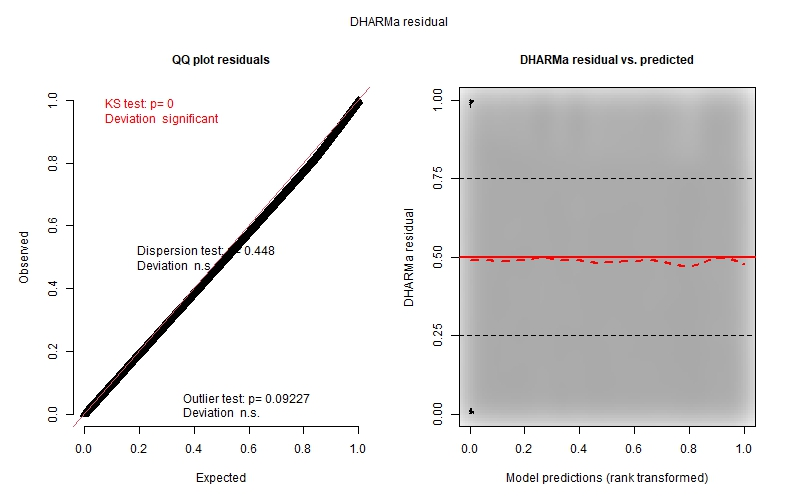 DHARMa residual
QQ plot residuals
KS test: p= 0
Deviation significant
Dispersion test: 0.448
Deviation n.s.
Outlier test: p= 0.09227
Deviation n.s.
Observed
0.0
0.2
0.4
0.6
0.8
1.0
0.0
0.2
0.4
0.6
0.8
1.0
Expected
DHARMa residual vs. predicted
DHARMa residual
0.00
0.25
0.50
0.75
1.00
0.0
0.2
0.4
0.6
0.8
1.0
Model predictions (rank transformed)